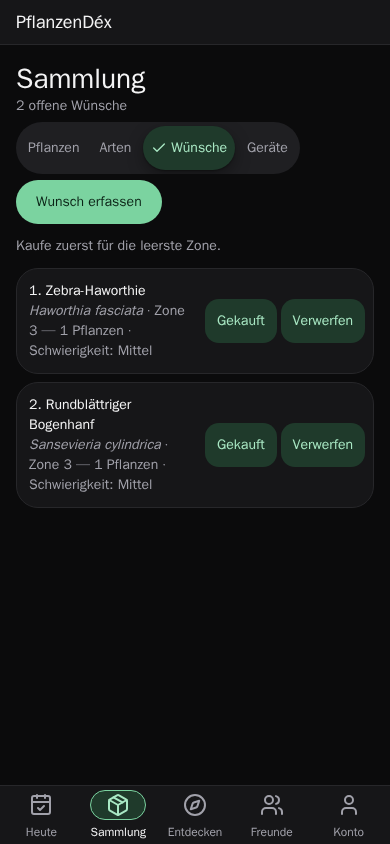 PflanzenDéx
Sammlung
2 offene Wünsche
Pflanzen Arten Wünsche Geräte
Wunsch erfassen
Kaufe zuerst für die leerste Zone.
1. Zebra-Haworthie
Haworthia fasciata · Zone
3 — 1 Pflanzen ·
Schwierigkeit: Mittel
Gekauft Verwerfen
2. Rundblättriger
Bogenhanf
Sansevieria cylindrica ·
Zone 3 — 1 Pflanzen ·
Schwierigkeit: Mittel
Gekauft Verwerfen
Heute Sammlung Entdecken Freunde Konto